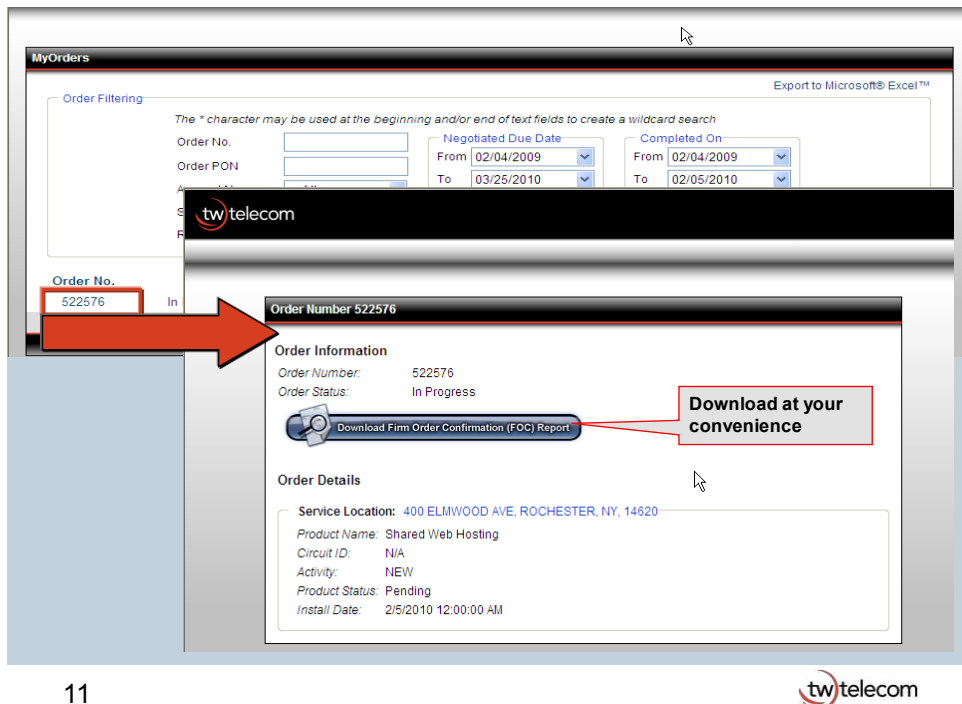 MyOrders
Export to Microsoft® Excel™
Order Filtering
The * character may be used at the beginning and/or end of text fields to create a wildcard search
Order No.
Negotiated Due Date
Completed On
From 02/04/2009
From 02/04/2009
Order PON
To 03/25/2010
To 02/05/2010
tw telecom
Order No.
522576
In
Order Number 522576
Order Information
Order Number: 522576
Order Status: In Progress
Download Firm Order Confirmation (FOC) Report
Download at your
convenience
Order Details
Service Location: 400 ELMWOOD AVE, ROCHESTER, NY, 14620
Product Name: Shared Web Hosting
Circuit ID: N/A
Activity: NEW
Product Status: Pending
Install Date: 2/5/2010 12:00:00 AM
11
tw telecom